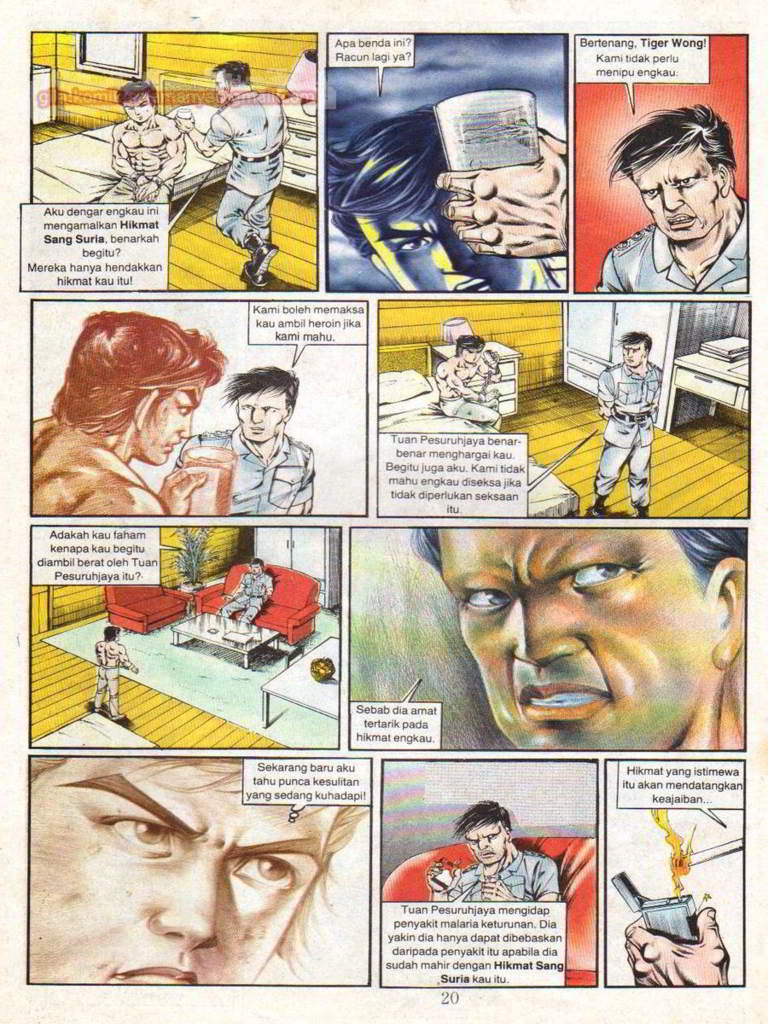 Aku dengar engkau ini
mengamalkan Hikmat
Sang Suria, benarkah
begitu?
Mereka hanya hendakkan
hikmat kau itu!
Apa benda ini?
Racun lagi ya?
Bertenang, Tiger Wong!
Kami tidak perlu
menipu engkau.
Kami boleh memaksa
kau ambil heroin jika
kami mahu.
Tuan Pesuruhjaya benar-
benar menghargai kau.
Begitu juga aku. Kami tidak
mahu engkau diseksa jika
tidak diperlukan seksaan
itu.
Adakah kau faham
kenapa kau begitu
diambil berat oleh Tuan
Pesuruhjaya itu?
Sebab dia amat
tertarik pada
hikmat engkau.
Sekarang baru aku
tahu punca kesulitan
yang sedang kuhadapi!
Tuan Pesuruhjaya mengidap
penyakit malaria keturunan. Dia
yakin dia hanya dapat dibebaskan
daripada penyakit itu apabila dia
sudah mahir dengan Hikmat Sang
Suria kau itu.
Hikmat yang istimewa
itu akan mendatangkan
keajaiban...
20